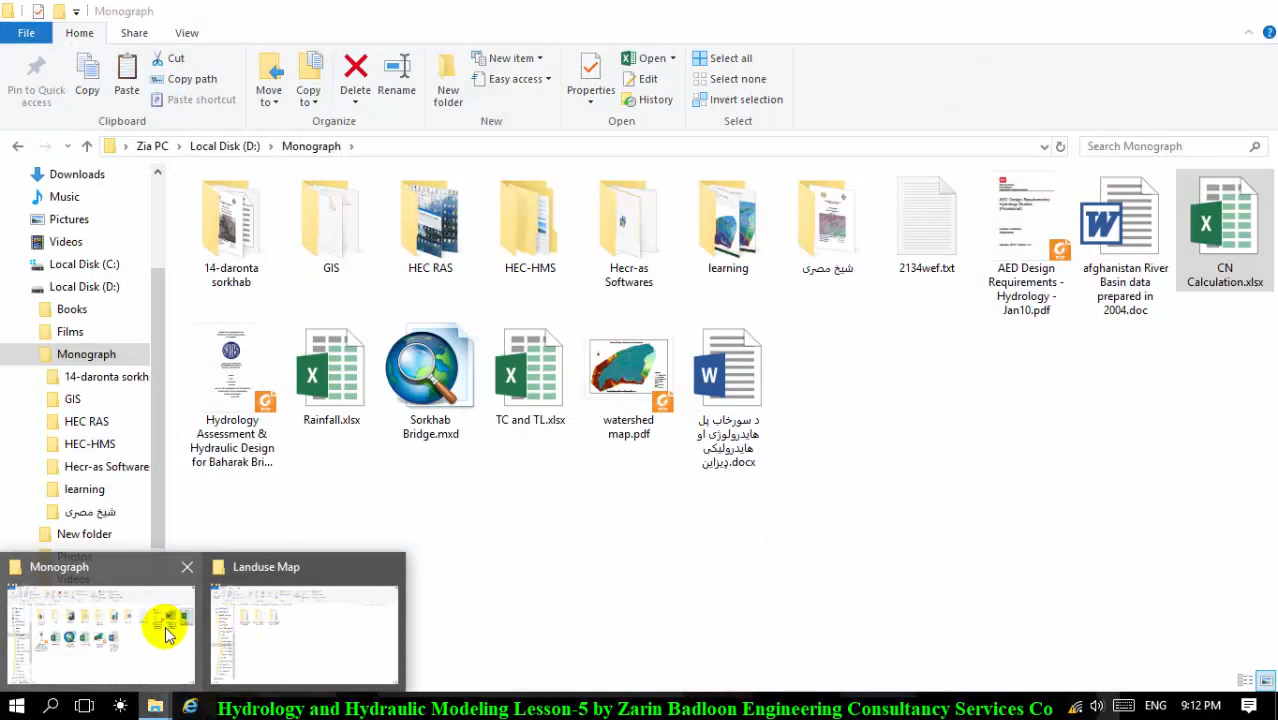 Monograph
File
Home
Share
View
Pin to Quick access
Copy
Paste
Cut
Copy path
Paste shortcut
Clipboard
Move to
Copy to
Delete
Rename
Organize
New folder
New item
Easy access
New
Properties
Open
Edit
History
Open
Select all
Select none
Invert selection
Select
Zia PC
Local Disk (D:)
Monograph
Search Monograph
Downloads
Music
Pictures
Videos
Local Disk (C:)
Local Disk (D:)
Books
Films
Monograph
14-daronta sorkh
GIS
HEC RAS
HEC-HMS
Hecr-as Software
learning
شیخ مصری
New folder
14-daronta
sorkhab
GIS
HEC RAS
HEC-HMS
Hecr-as
Softwares
learning
شیخ مصری
2134wef.txt
AED Design
Requirements -
Hydrology -
Jan10.pdf
afghanistan River
Basin data
prepared in
2004.doc
CN
Calculation.xlsx
Hydrology
Assessment &
Hydraulic Design
for Baharak Bri...
Rainfall.xlsx
Sorkhab
Bridge.mxd
TC and TL.xlsx
watershed
map.pdf
د سورخاب پل
هایدرولوژی او
هایدرولیکی
ډیزاین.docx
Monograph
Landuse Map
Hydrology and Hydraulic Modeling Lesson-5 by Zarin Badloon Engineering Consultancy Services Co
ENG
9:12 PM